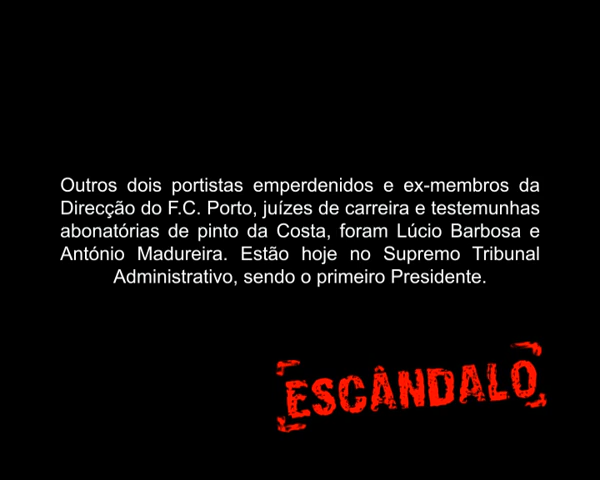 Outros dois portistas emperdenidos e ex-membros da
Direcção do F.C. Porto, juízes de carreira e testemunhas
abonatórias de pinto da Costa, foram Lúcio Barbosa e
António Madureira. Estão hoje no Supremo Tribunal
Administrativo, sendo o primeiro Presidente.
ESCÂNDALO